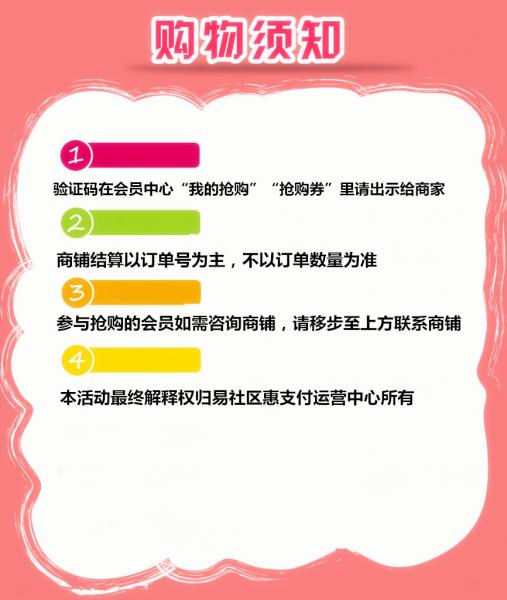 购物须知
1
验证码在会员中心“我的抢购”“抢购券”里请出示给商家
2
商铺结算以订单号为主，不以订单数量为准
3
参与抢购的会员如需咨询商铺，请移步至上方联系商铺
4
本活动最终解释权归易社区惠支付运营中心所有